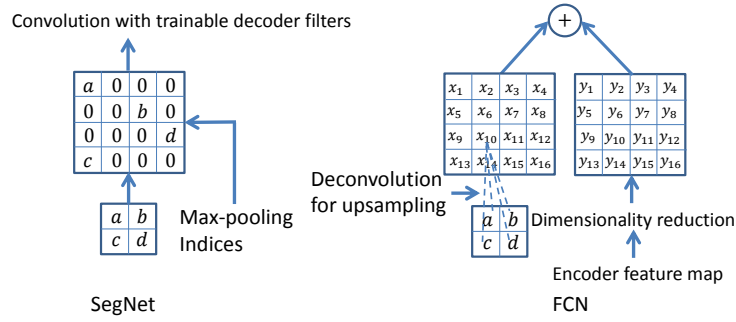 Convolution with trainable decoder filters
a 0 0 0
0 0 b 0
0 0 0 d
c 0 0 0
a b
c d
Max-pooling
Indices
SegNet
+
x₁ x₂ x₃ x₄
x₅ x₆ x₇ x₈
x₉ x₁₀ x₁₁ x₁₂
x₁₃ x₁₄ x₁₅ x₁₆
y₁ y₂ y₃ y₄
y₅ y₆ y₇ y₈
y₉ y₁₀ y₁₁ y₁₂
y₁₃ y₁₄ y₁₅ y₁₆
Deconvolution
for upsampling
a b
c d
Dimensionality reduction
Encoder feature map
FCN